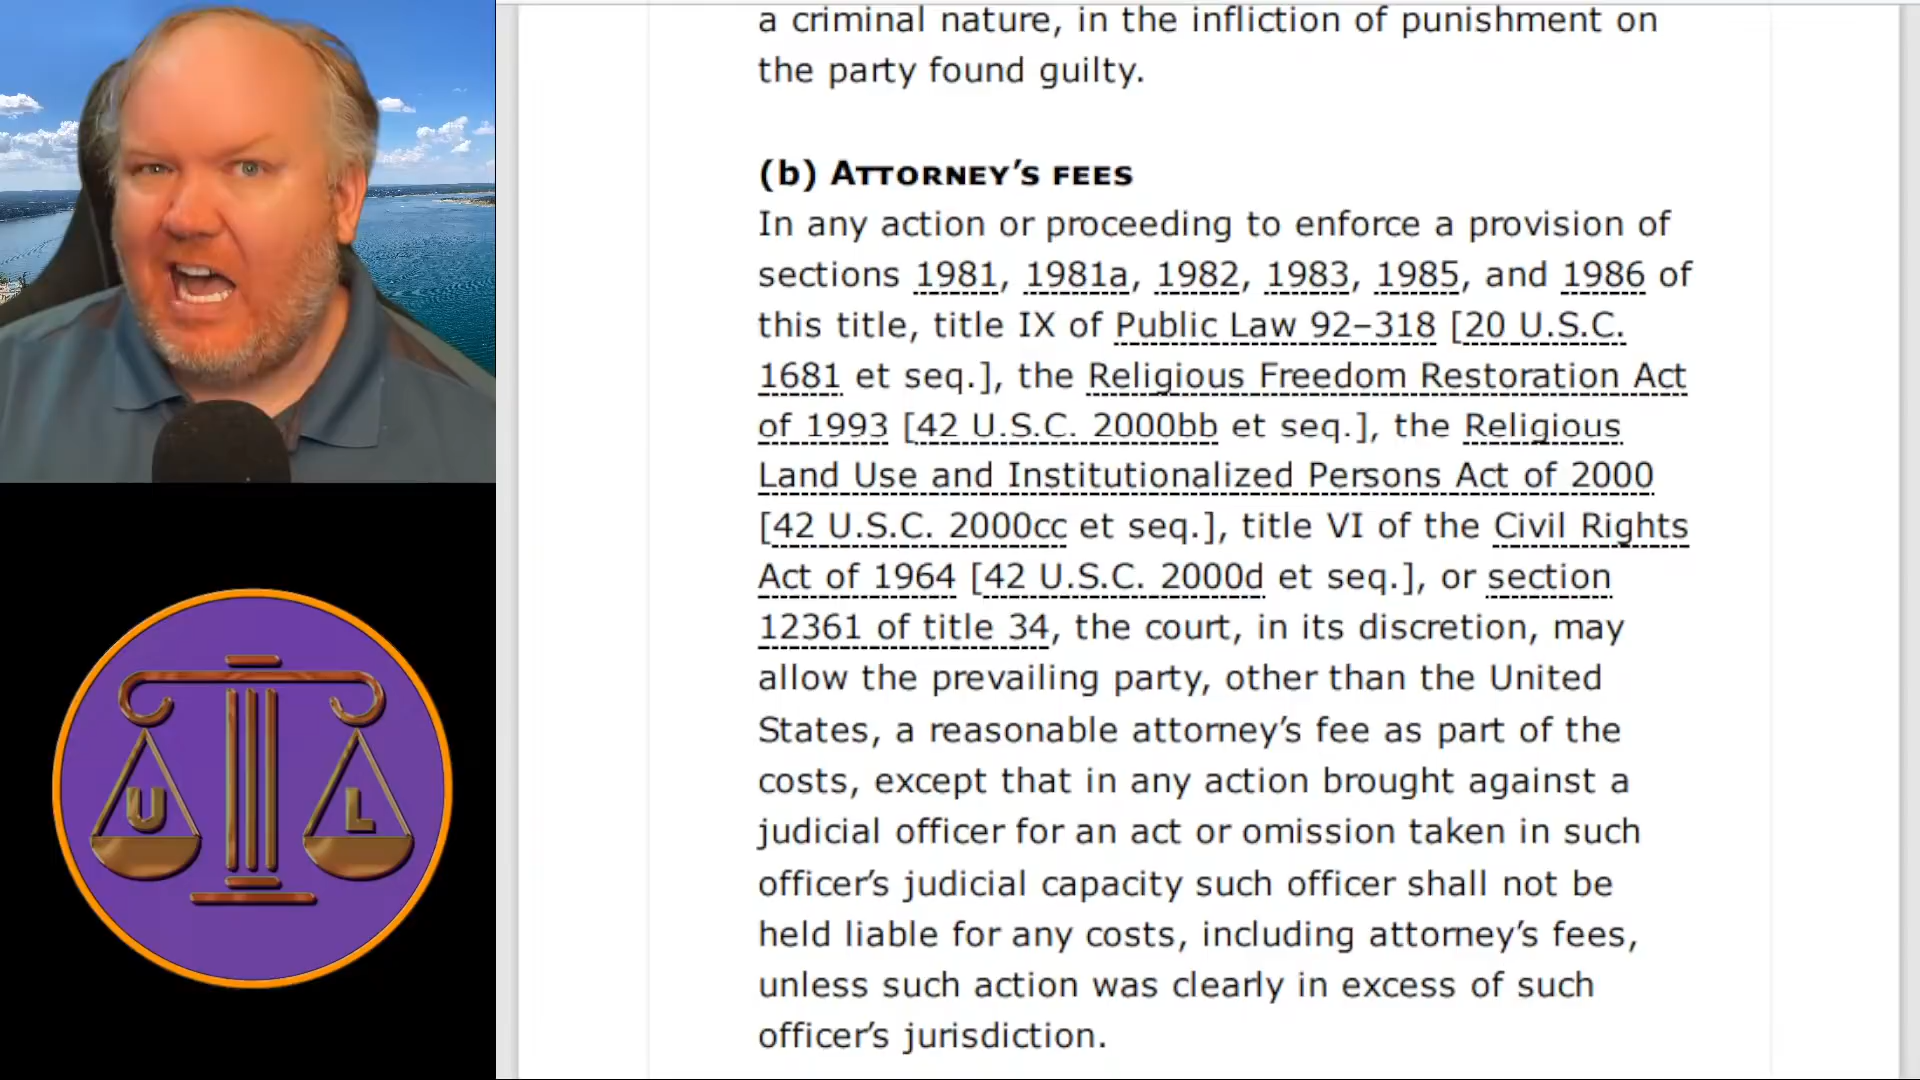 a criminal nature, in the infliction of punishment on
the party found guilty.
(b) ATTORNEY’S FEES
In any action or proceeding to enforce a provision of
sections 1981, 1981a, 1982, 1983, 1985, and 1986 of
this title, title IX of Public Law 92–318 [20 U.S.C.
1681 et seq.], the Religious Freedom Restoration Act
of 1993 [42 U.S.C. 2000bb et seq.], the Religious
Land Use and Institutionalized Persons Act of 2000
[42 U.S.C. 2000cc et seq.], title VI of the Civil Rights
Act of 1964 [42 U.S.C. 2000d et seq.], or section
12361 of title 34, the court, in its discretion, may
allow the prevailing party, other than the United
States, a reasonable attorney’s fee as part of the
costs, except that in any action brought against a
judicial officer for an act or omission taken in such
officer’s judicial capacity such officer shall not be
held liable for any costs, including attorney’s fees,
unless such action was clearly in excess of such
officer’s jurisdiction.
U L